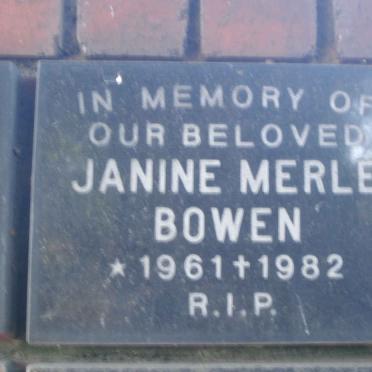 IN MEMORY OF
OUR BELOVED
JANINE MERLE
BOWEN
★ 1961 ✝ 1982
R.I.P.